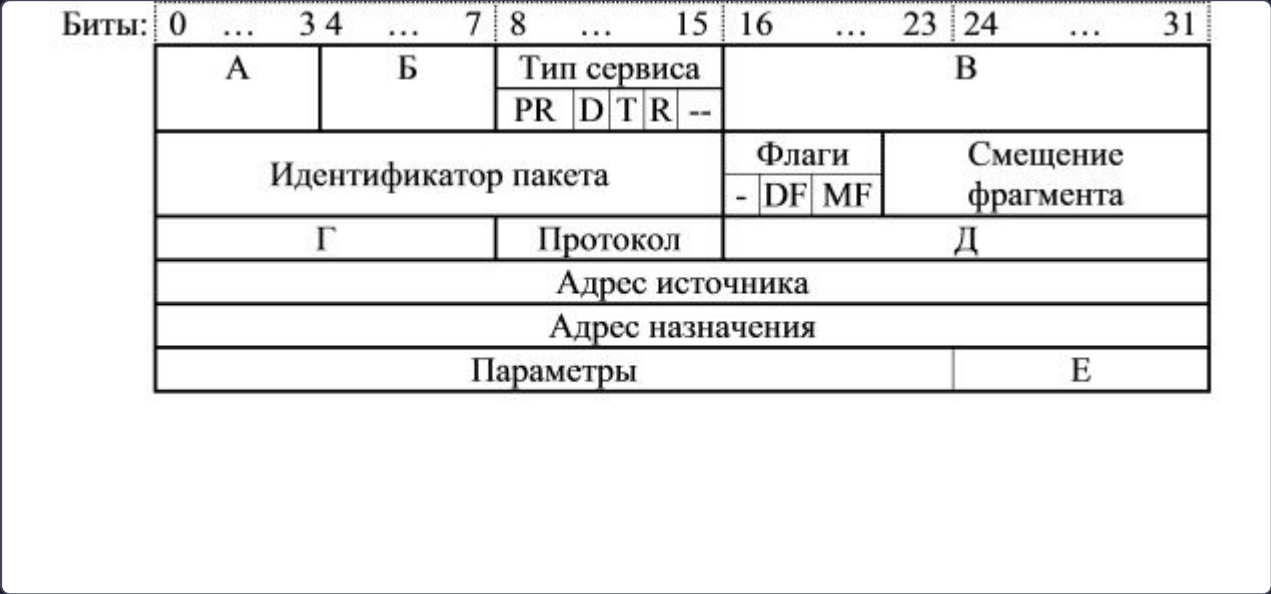 Биты: 0 ... 3 4 ... 7 8 ... 15 16 ... 23 24 ... 31
А Б Тип сервиса В
PR D T R --
Идентификатор пакета Флаги Смещение
- DF MF фрагмента
Г Протокол Д
Адрес источника
Адрес назначения
Параметры Е